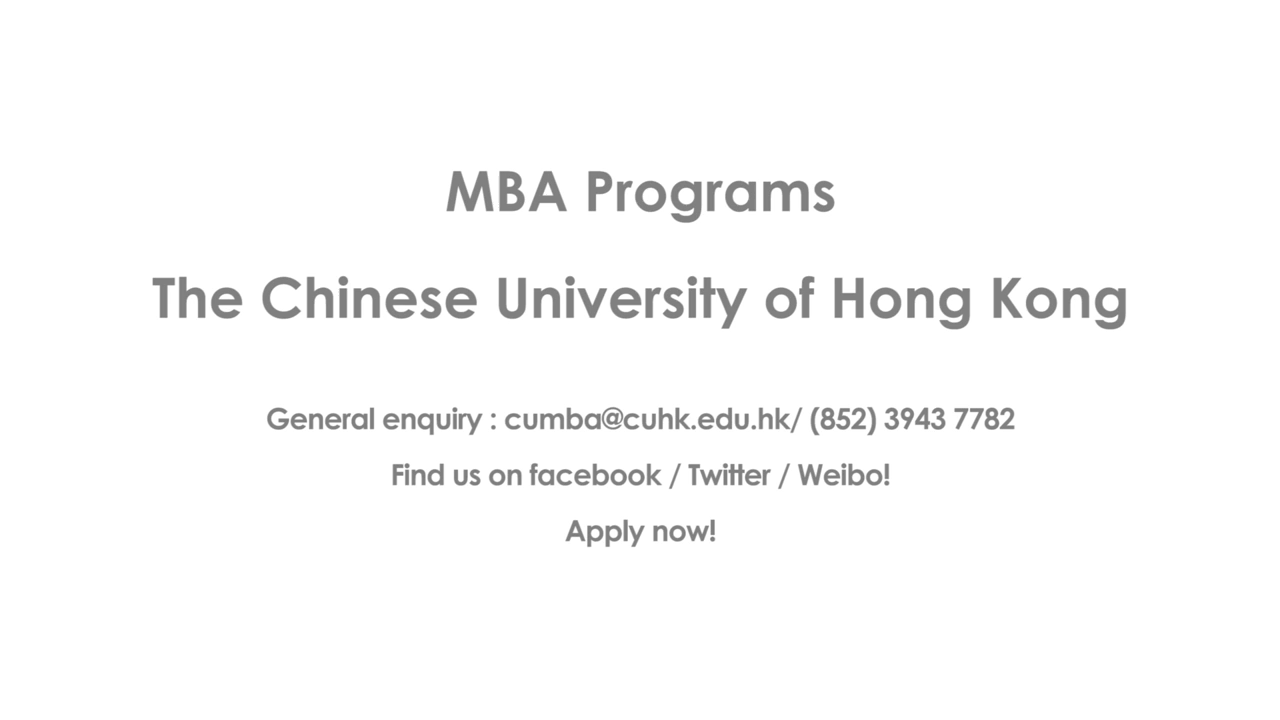 MBA Programs
The Chinese University of Hong Kong
General enquiry : cumba@cuhk.edu.hk/ (852) 3943 7782
Find us on facebook / Twitter / Weibo!
Apply now!